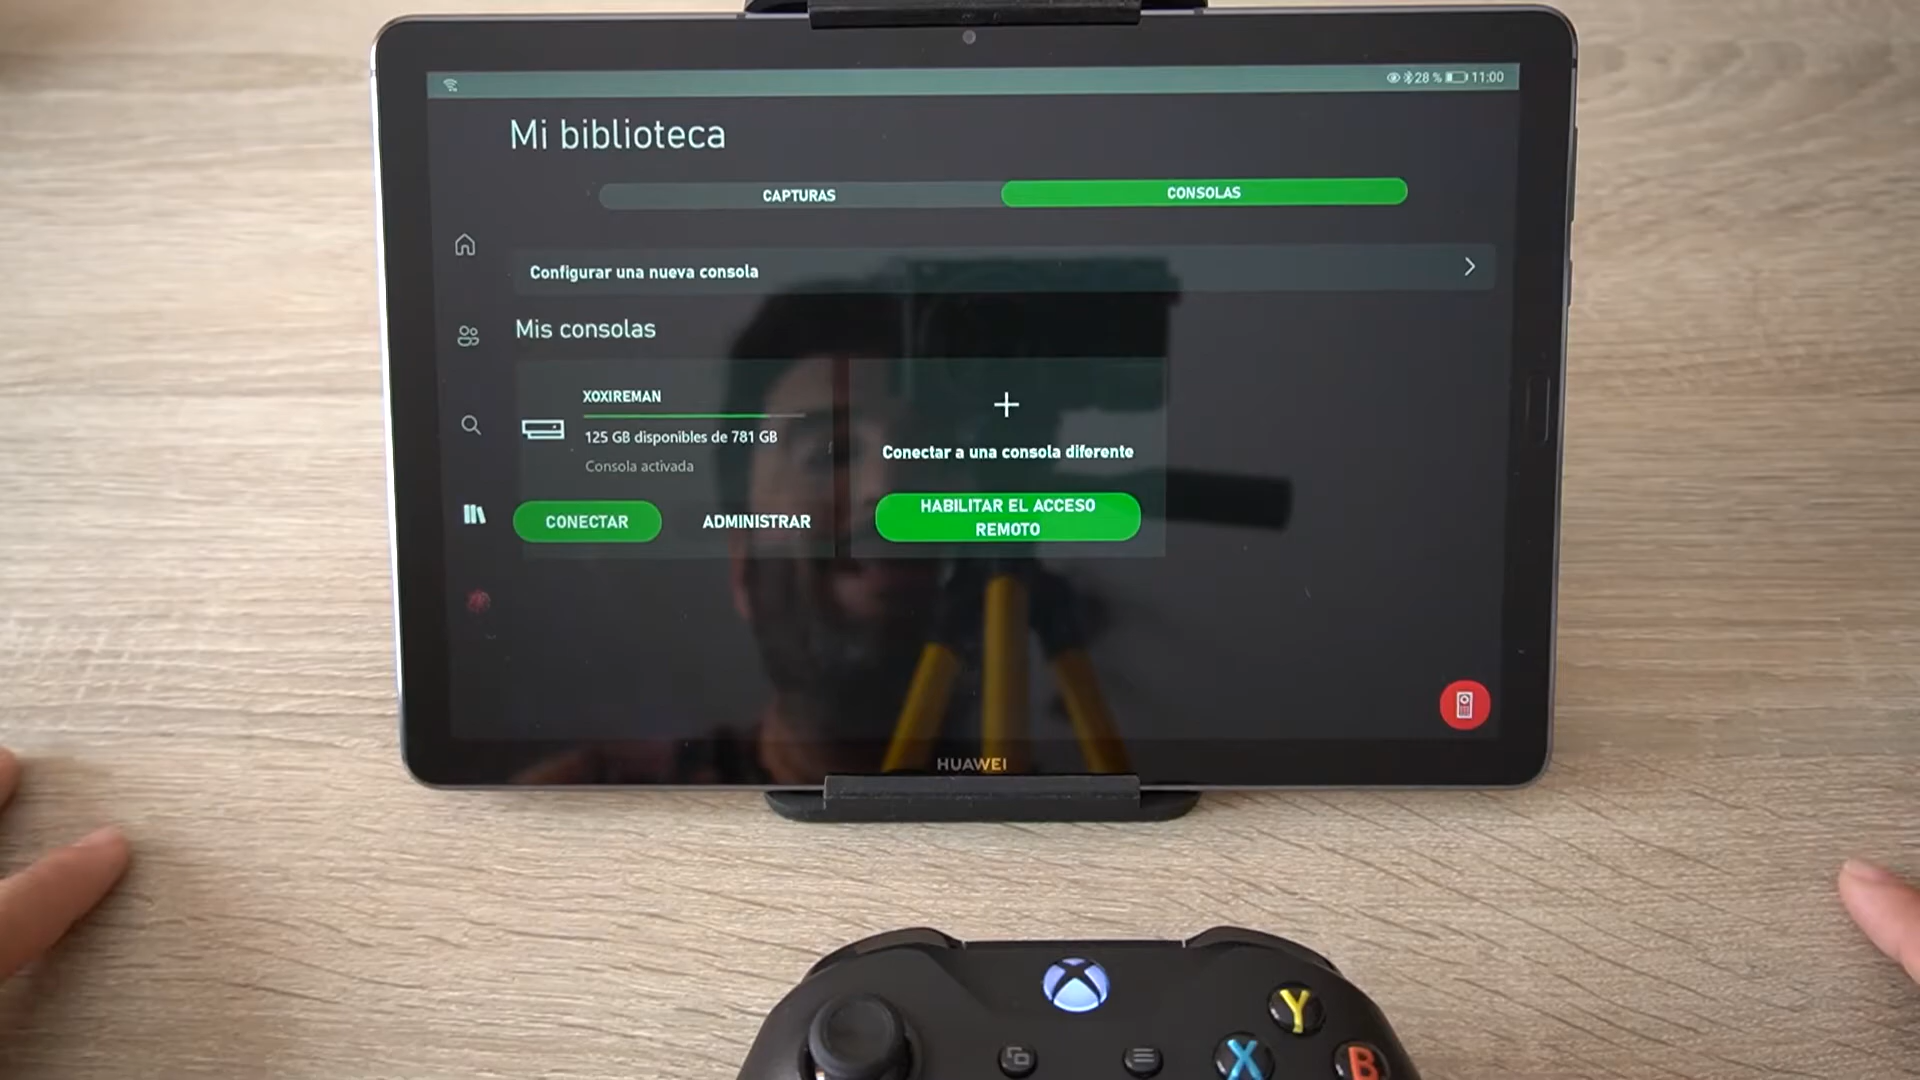 28 % 11:00
Mi biblioteca
CAPTURAS
CONSOLAS
Configurar una nueva consola
Mis consolas
XOXIREMAN
125 GB disponibles de 781 GB
Consola activada
CONECTAR
ADMINISTRAR
Conectar a una consola diferente
HABILITAR EL ACCESO
REMOTO
HUAWEI
Y
X
B